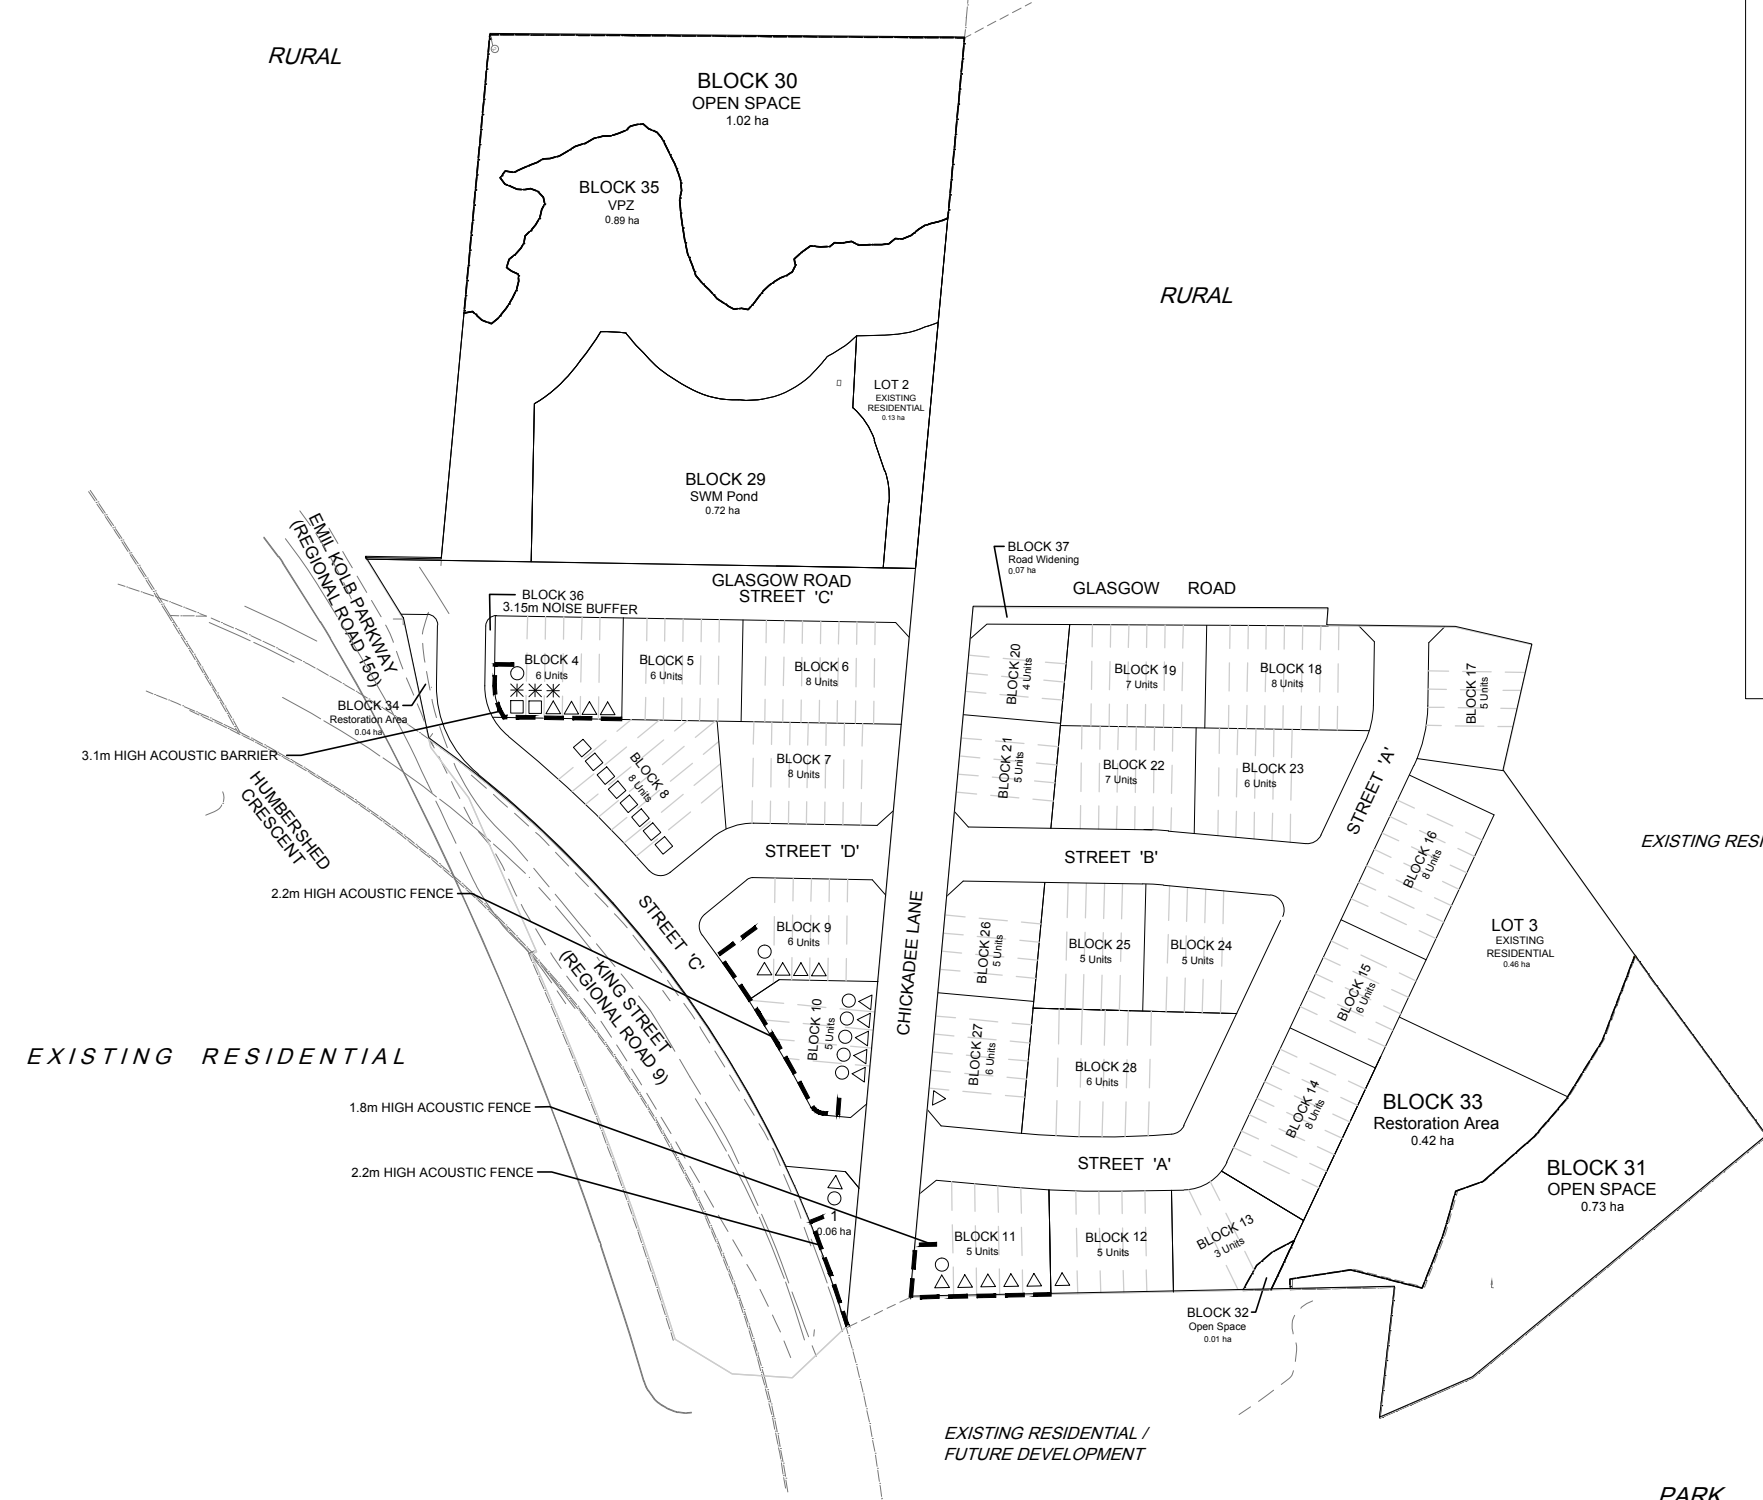 RURAL
BLOCK 30
OPEN SPACE
1.02 ha
BLOCK 35
VPZ
0.89 ha
RURAL
LOT 2
EXISTING
RESIDENTIAL
0.13 ha
BLOCK 29
SWM Pond
0.72 ha
EMIL KOLB PARKWAY
(REGIONAL ROAD 150)
GLASGOW ROAD
STREET 'C'
BLOCK 37
Road Widening
0.07 ha
GLASGOW ROAD
BLOCK 36
3.15m NOISE BUFFER
BLOCK 4
6 Units
BLOCK 5
6 Units
BLOCK 6
8 Units
BLOCK 20
4 Units
BLOCK 19
7 Units
BLOCK 18
8 Units
BLOCK 17
5 Units
BLOCK 34
Restoration Area
0.04 ha
3.1m HIGH ACOUSTIC BARRIER
BLOCK 8
8 Units
BLOCK 7
8 Units
BLOCK 21
5 Units
BLOCK 22
7 Units
BLOCK 23
6 Units
STREET 'A'
HUMBERSHED
CRESCENT
STREET 'D'
STREET 'B'
BLOCK 16
8 Units
EXISTING RESI
2.2m HIGH ACOUSTIC FENCE
STREET 'C'
BLOCK 9
6 Units
CHICKADEE LANE
BLOCK 26
5 Units
BLOCK 25
5 Units
BLOCK 24
5 Units
LOT 3
EXISTING
RESIDENTIAL
0.46 ha
BLOCK 15
6 Units
KING STREET
(REGIONAL ROAD 9)
BLOCK 10
5 Units
BLOCK 27
6 Units
BLOCK 28
6 Units
EXISTING RESIDENTIAL
1.8m HIGH ACOUSTIC FENCE
BLOCK 14
8 Units
BLOCK 33
Restoration Area
0.42 ha
2.2m HIGH ACOUSTIC FENCE
STREET 'A'
BLOCK 31
OPEN SPACE
0.73 ha
1
0.06 ha
BLOCK 11
5 Units
BLOCK 12
5 Units
BLOCK 13
3 Units
BLOCK 32
Open Space
0.01 ha
EXISTING RESIDENTIAL /
FUTURE DEVELOPMENT
PARK